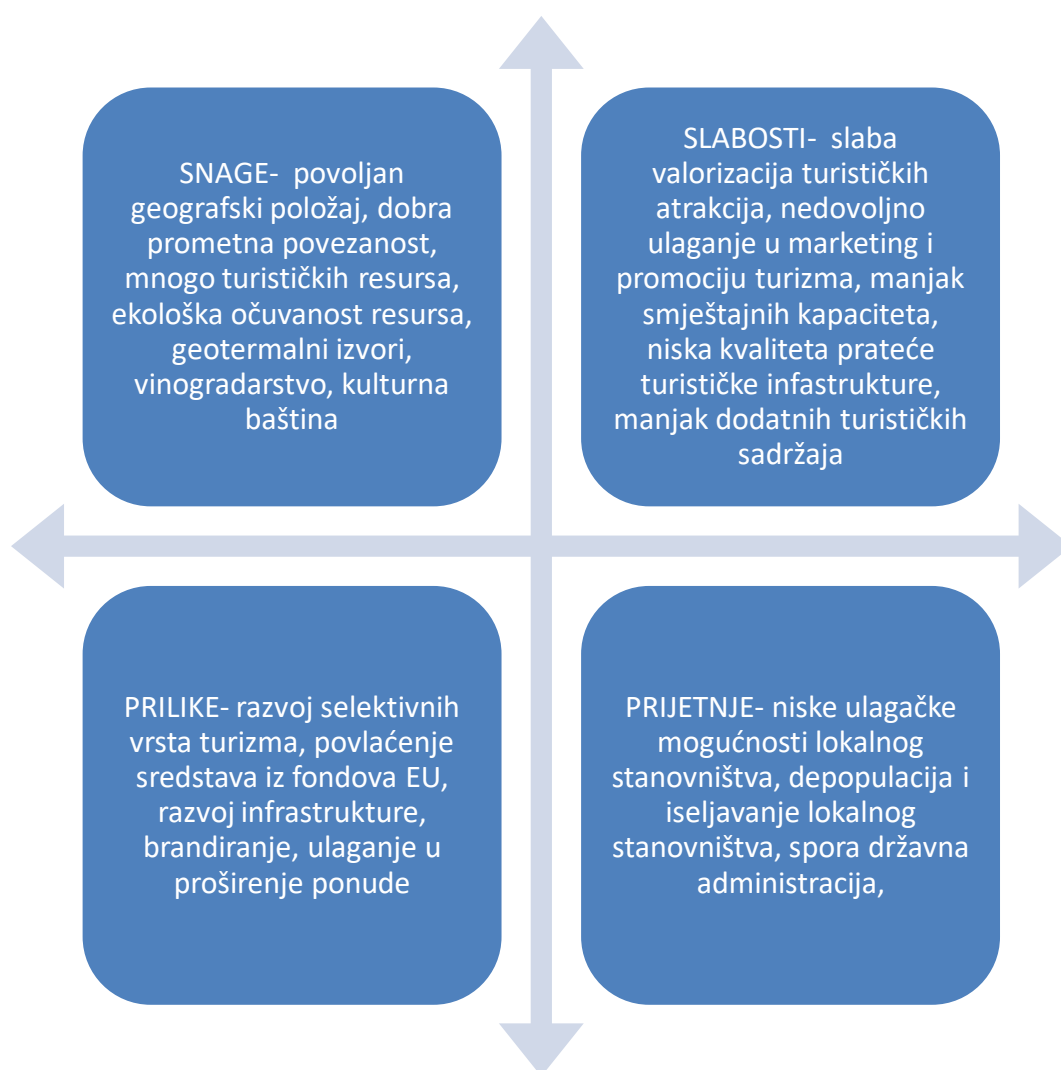 SNAGE- povoljan
geografski položaj, dobra
prometna povezanost,
mnogo turističkih resursa,
ekološka očuvanost resursa,
geotermalni izvori,
vinogradarstvo, kulturna
baština
SLABOSTI- slaba
valorizacija turističkih
atrakcija, nedovoljno
ulaganje u marketing i
promociju turizma, manjak
smještajnih kapaciteta,
niska kvaliteta prateće
turističke infastrukture,
manjak dodatnih turističkih
sadržaja
PRILIKE- razvoj selektivnih
vrsta turizma, povlaćenje
sredstava iz fondova EU,
razvoj infrastrukture,
brandiranje, ulaganje u
proširenje ponude
PRIJETNJE- niske ulagačke
mogućnosti lokalnog
stanovništva, depopulacija i
iseljavanje lokalnog
stanovništva, spora državna
administracija,